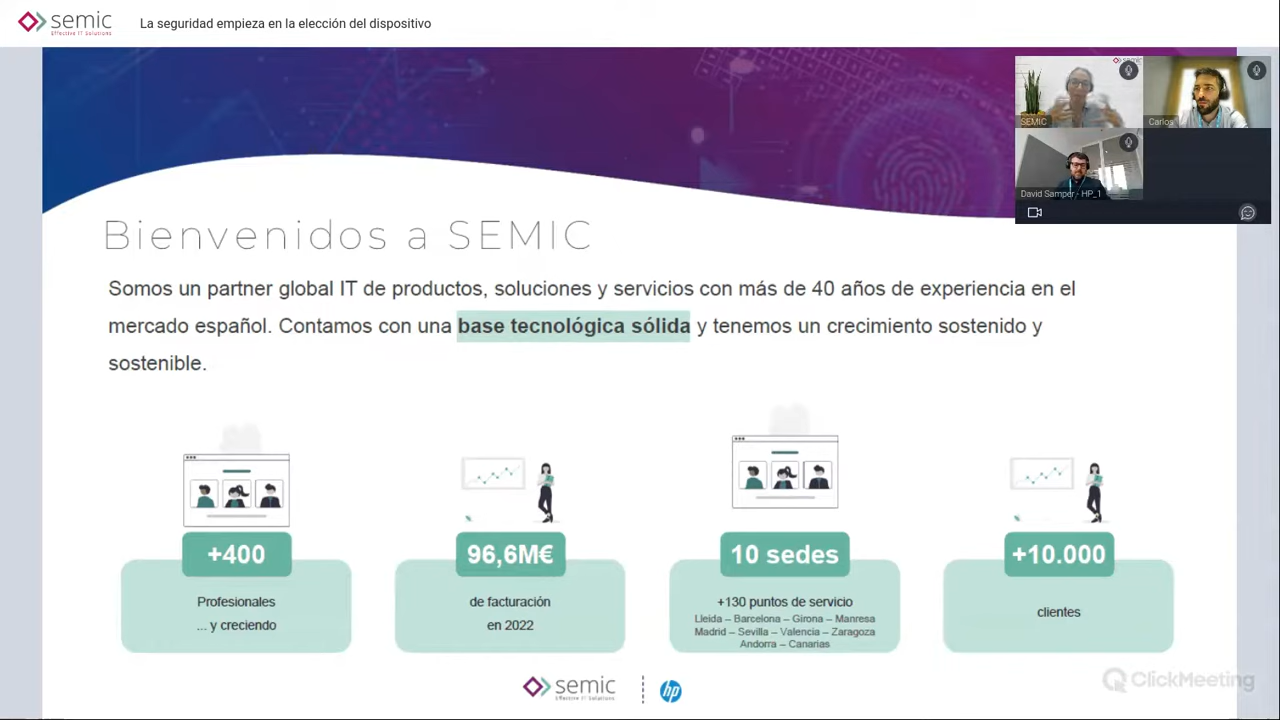 semic
Effective IT Solutions
La seguridad empieza en la elección del dispositivo
SEMIC
Carlos
David Samper - HP_1
Bienvenidos a SEMIC
Somos un partner global IT de productos, soluciones y servicios con más de 40 años de experiencia en el
mercado español. Contamos con una base tecnológica sólida y tenemos un crecimiento sostenido y
sostenible.
+400
Profesionales
... y creciendo
96,6M€
de facturación
en 2022
10 sedes
+130 puntos de servicio
Lleida – Barcelona – Girona – Manresa
Madrid – Sevilla – Valencia – Zaragoza
Andorra – Canarias
+10.000
clientes
semic
Effective IT Solutions
hp
ClickMeeting